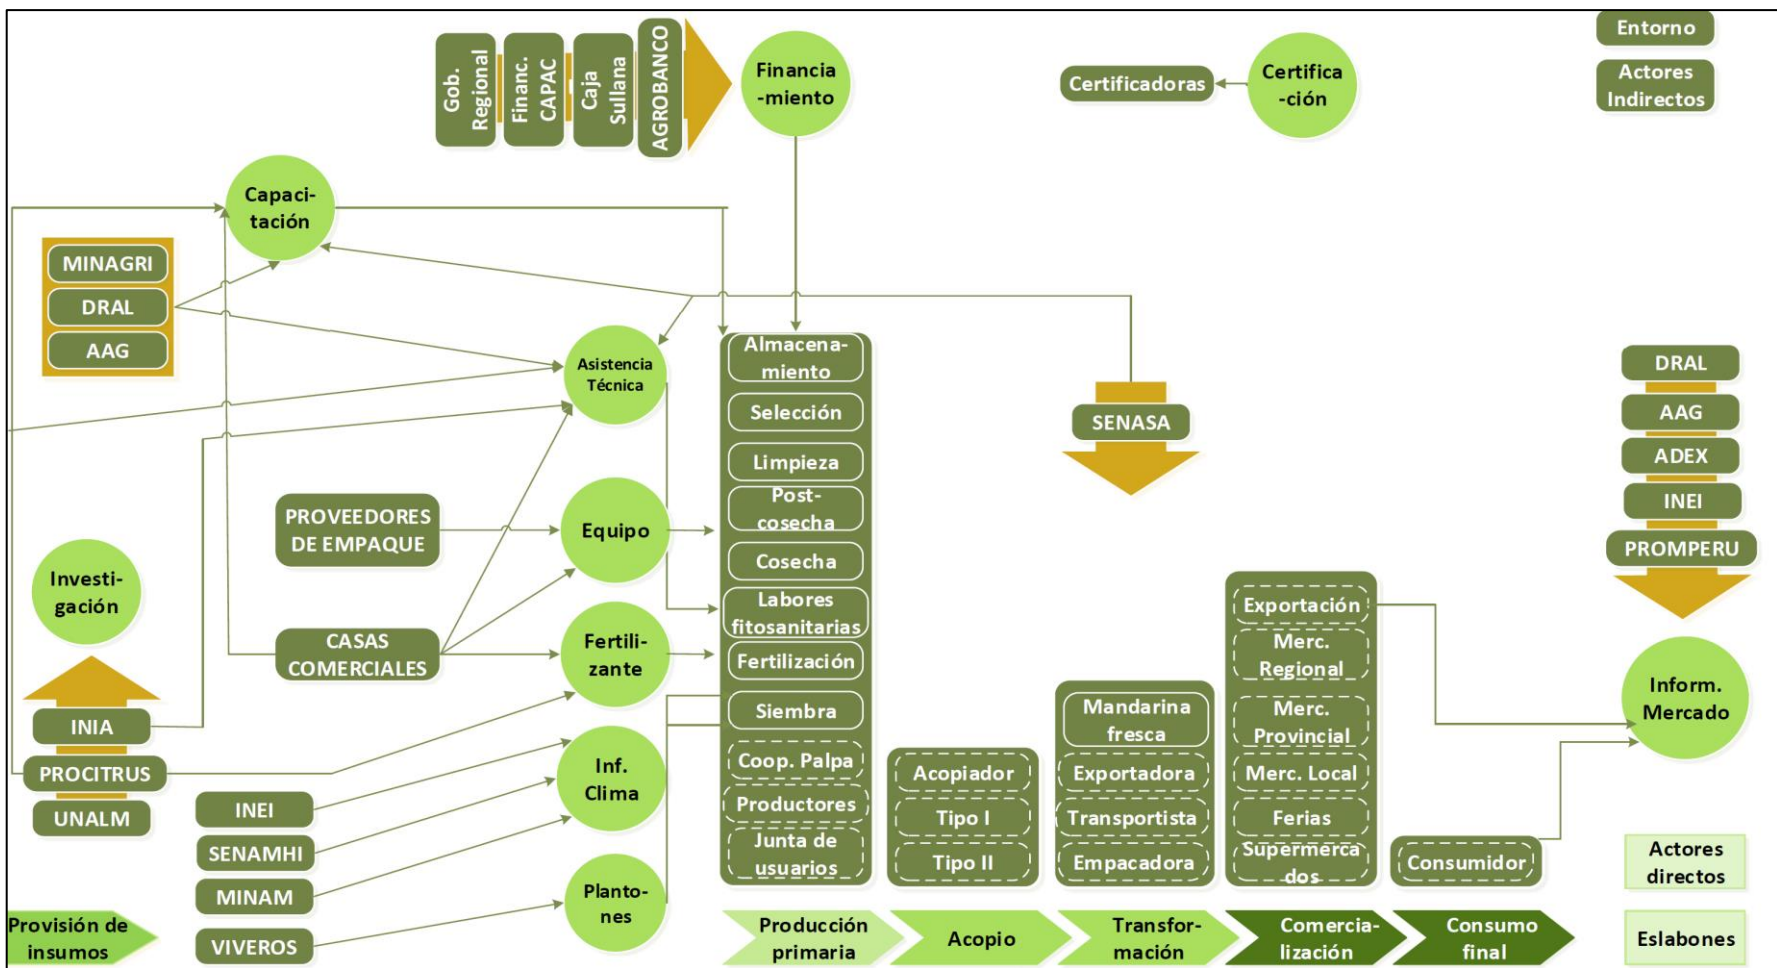 Gob.
Regional
Financ.
CAPAC
Caja
Sullana
AGROBANCO
Financia
-miento
Certificadoras
Certifica
-ción
Entorno
Actores
Indirectos
Capaci-
tación
MINAGRI
DRAL
AAG
Asistencia
Técnica
PROVEEDORES
DE EMPAQUE
Equipo
Investi-
gación
CASAS
COMERCIALES
Fertili-
zante
INIA
PROCITRUS
UNALM
INEI
SENAMHI
MINAM
VIVEROS
Inf.
Clima
Planto-
nes
Almacena-
miento
Selección
Limpieza
Post-
cosecha
Cosecha
Labores
fitosanitarias
Fertilización
Siembra
Coop. Palpa
Productores
Junta de
usuarios
Acopiador
Tipo I
Tipo II
SENASA
Mandarina
fresca
Exportadora
Transportista
Empacadora
Exportación
Merc.
Regional
Merc.
Provincial
Merc. Local
Ferias
Supermerca
dos
Consumidor
DRAL
AAG
ADEX
INEI
PROMPERU
Inform.
Mercado
Actores
directos
Eslabones
Provisión de
insumos
Producción
primaria
Acopio
Transfor-
mación
Comercia-
lización
Consumo
final